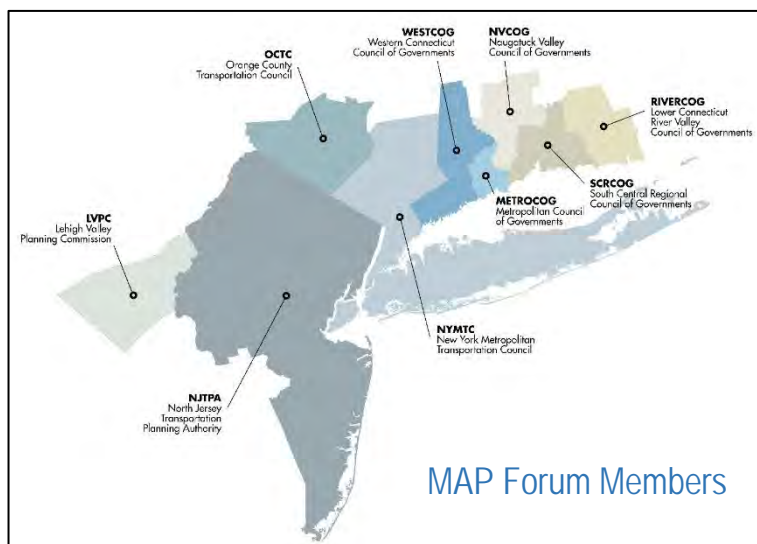 WESTCOG
Western Connecticut
Council of Governments
NVCOG
Naugatuck Valley
Council of Governments
OCTC
Orange County
Transportation Council
RIVERCOG
Lower Connecticut
River Valley
Council of Governments
SCRCOG
South Central Regional
Council of Governments
METROCOG
Metropolitan Council
of Governments
LVPC
Lehigh Valley
Planning Commission
NYMTC
New York Metropolitan
Transportation Council
NJTPA
North Jersey
Transportation
Planning Authority
MAP Forum Members